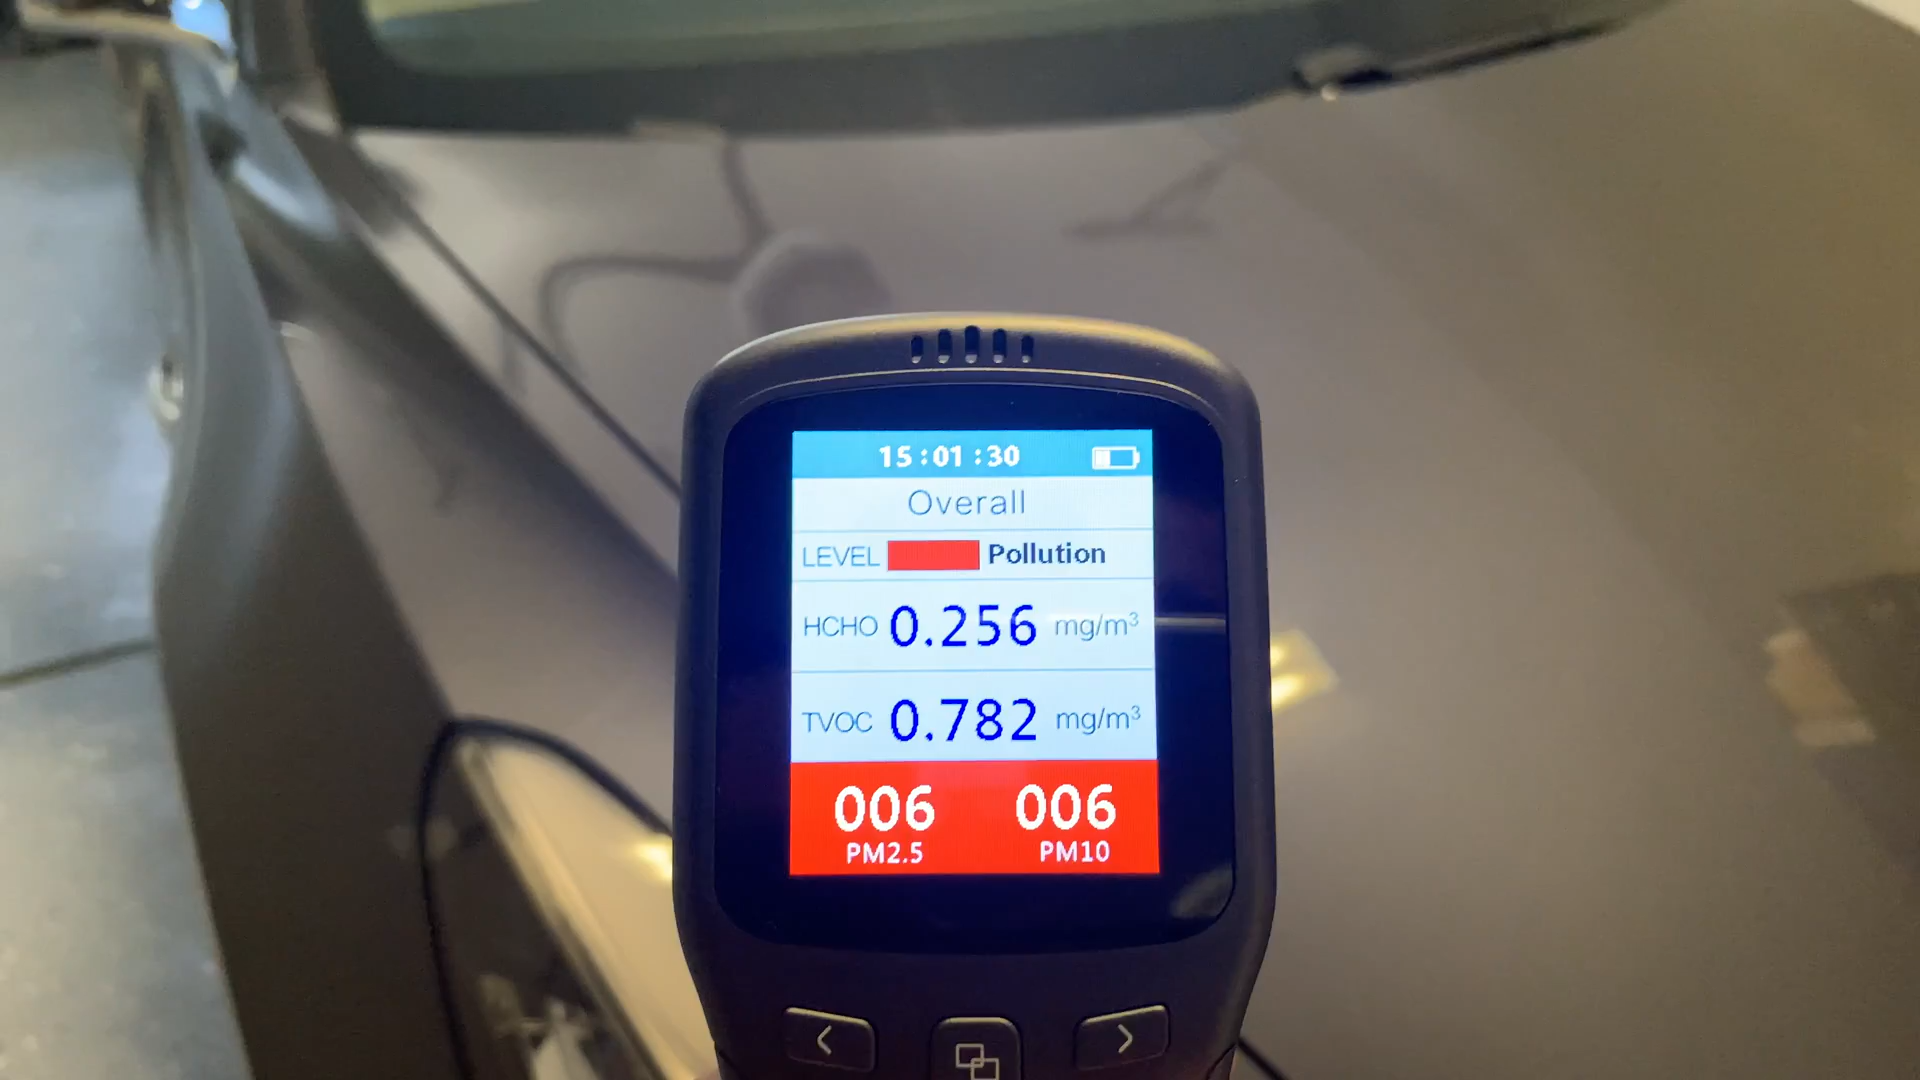 15:01:30
Overall
LEVEL Pollution
HCHO 0.256 mg/m³
TVOC 0.782 mg/m³
006 006
PM2.5 PM10